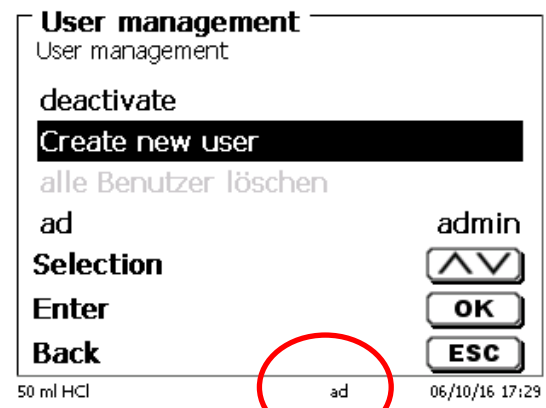 User management
User management
deactivate
Create new user
alle Benutzer löschen
ad admin
Selection
Enter OK
Back ESC
50 ml HCl ad 06/10/16 17:29